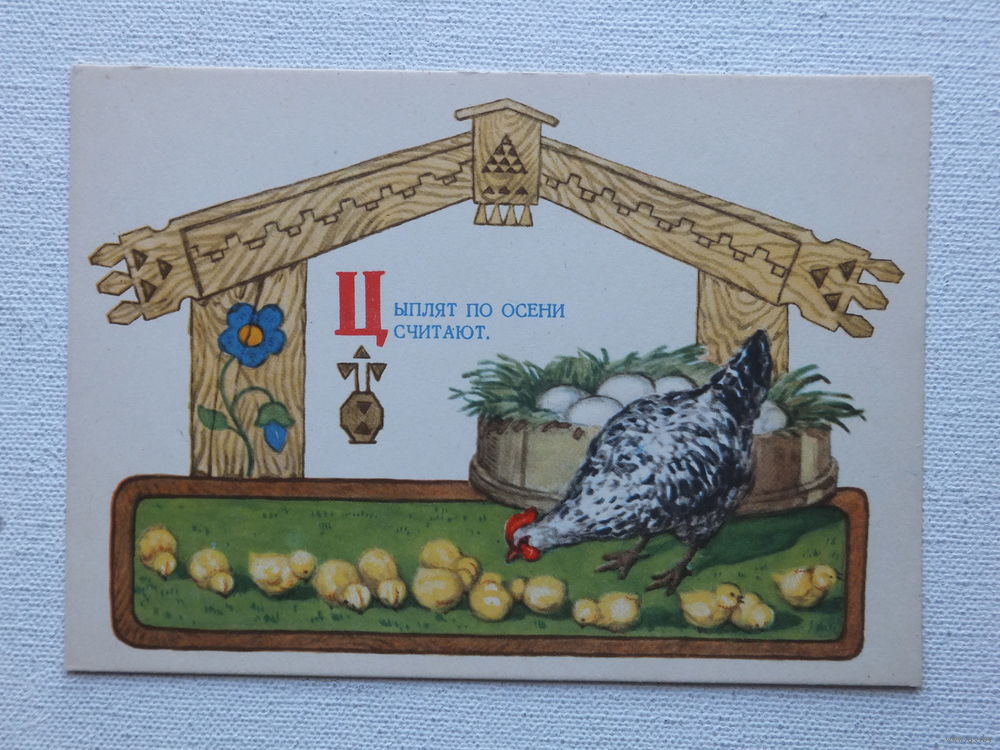 Цыплят по осени
считают.